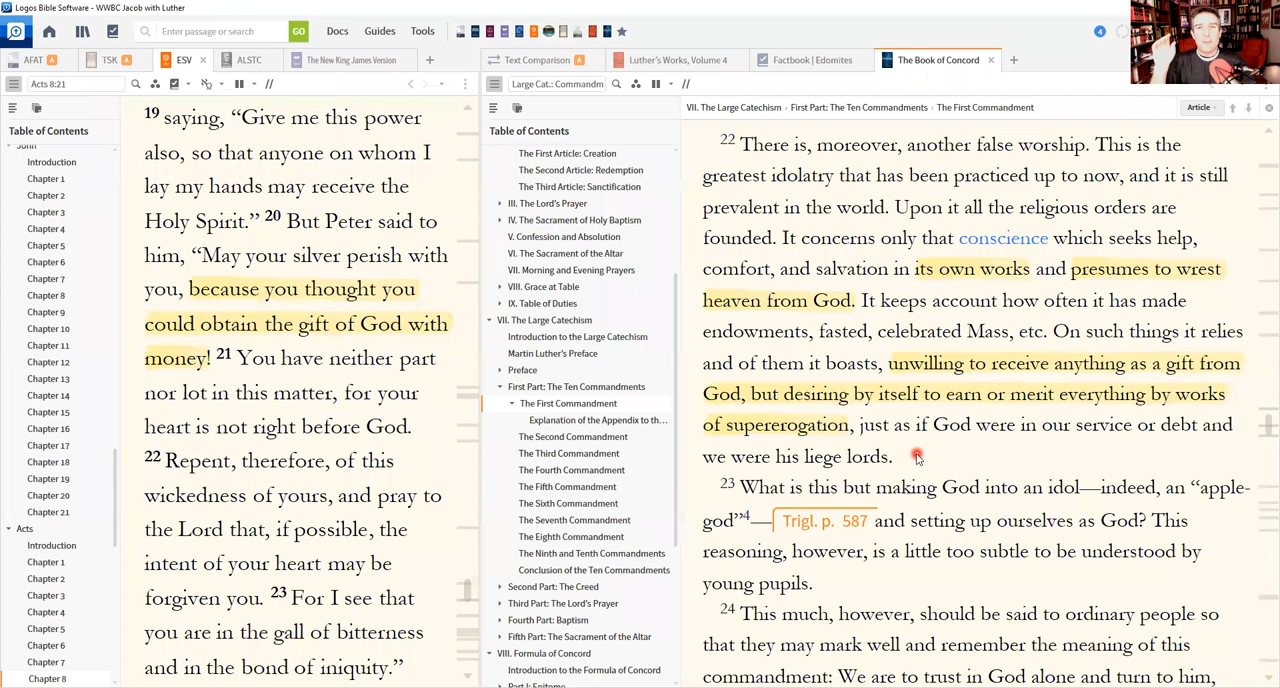 Logos Bible Software - WWBC Jacob with Luther
Enter passage or search
GO
Docs Guides Tools
4
AFAT A
TSK A
ESV
ALSTC
The New King James Version
Text Comparison A
Luther's Works, Volume 4
Factbook | Edomites
The Book of Concord
Acts 8:21
Large Cat.: Commandm
Table of Contents
John
Introduction
Chapter 1
Chapter 2
Chapter 3
Chapter 4
Chapter 5
Chapter 6
Chapter 7
Chapter 8
Chapter 9
Chapter 10
Chapter 11
Chapter 12
Chapter 13
Chapter 14
Chapter 15
Chapter 16
Chapter 17
Chapter 18
Chapter 19
Chapter 20
Chapter 21
Acts
Introduction
Chapter 1
Chapter 2
Chapter 3
Chapter 4
Chapter 5
Chapter 6
Chapter 7
Chapter 8
19 saying, “Give me this power
also, so that anyone on whom I
lay my hands may receive the
Holy Spirit.” 20 But Peter said to
him, “May your silver perish with
you, because you thought you
could obtain the gift of God with
money! 21 You have neither part
nor lot in this matter, for your
heart is not right before God.
22 Repent, therefore, of this
wickedness of yours, and pray to
the Lord that, if possible, the
intent of your heart may be
forgiven you. 23 For I see that
you are in the gall of bitterness
and in the bond of iniquity.”
Table of Contents
The First Article: Creation
The Second Article: Redemption
The Third Article: Sanctification
III. The Lord's Prayer
IV. The Sacrament of Holy Baptism
V. Confession and Absolution
VI. The Sacrament of the Altar
VII. Morning and Evening Prayers
VIII. Grace at Table
IX. Table of Duties
VII. The Large Catechism
Introduction to the Large Catechism
Martin Luther's Preface
Preface
First Part: The Ten Commandments
The First Commandment
Explanation of the Appendix to th...
The Second Commandment
The Third Commandment
The Fourth Commandment
The Fifth Commandment
The Sixth Commandment
The Seventh Commandment
The Eighth Commandment
The Ninth and Tenth Commandments
Conclusion of the Ten Commandments
Second Part: The Creed
Third Part: The Lord's Prayer
Fourth Part: Baptism
Fifth Part: The Sacrament of the Altar
VIII. Formula of Concord
Introduction to the Formula of Concord
Part I: Epitome
VII. The Large Catechism › First Part: The Ten Commandments › The First Commandment
Article
22 There is, moreover, another false worship. This is the
greatest idolatry that has been practiced up to now, and it is still
prevalent in the world. Upon it all the religious orders are
founded. It concerns only that conscience which seeks help,
comfort, and salvation in its own works and presumes to wrest
heaven from God. It keeps account how often it has made
endowments, fasted, celebrated Mass, etc. On such things it relies
and of them it boasts, unwilling to receive anything as a gift from
God, but desiring by itself to earn or merit everything by works
of supererogation, just as if God were in our service or debt and
we were his liege lords.
23 What is this but making God into an idol—indeed, an “apple-
god”4—Trigl. p. 587 and setting up ourselves as God? This
reasoning, however, is a little too subtle to be understood by
young pupils.
24 This much, however, should be said to ordinary people so
that they may mark well and remember the meaning of this
commandment: We are to trust in God alone and turn to him,